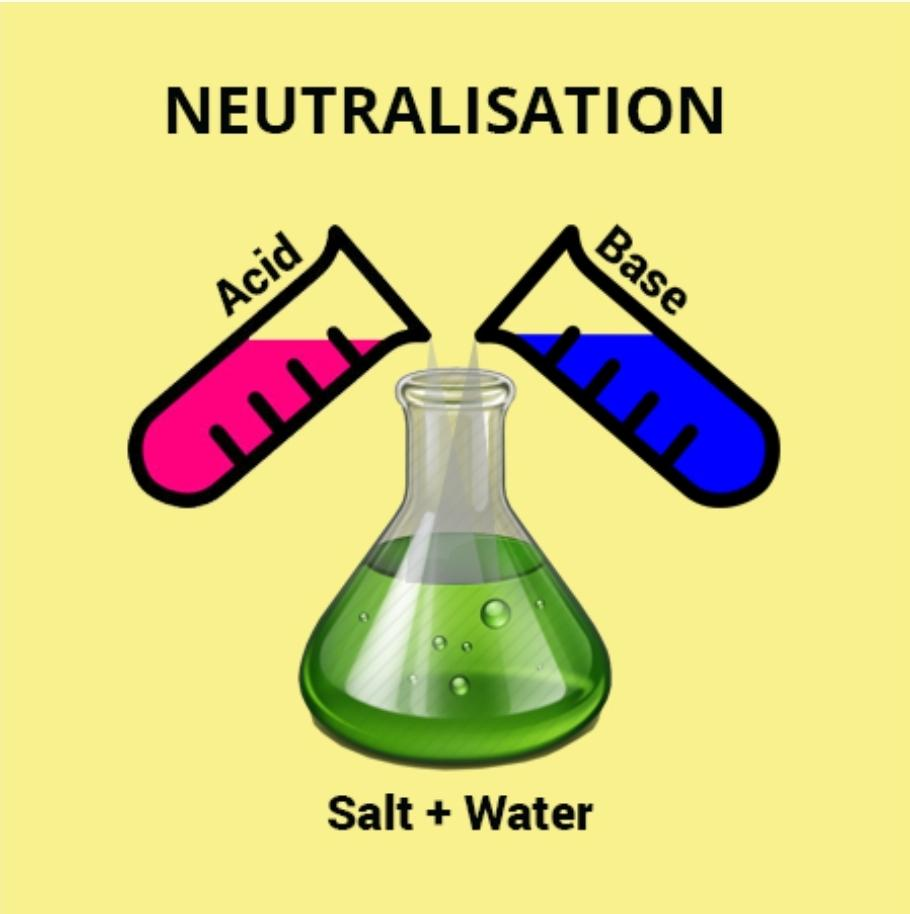 NEUTRALISATION
Acid
Base
Salt + Water